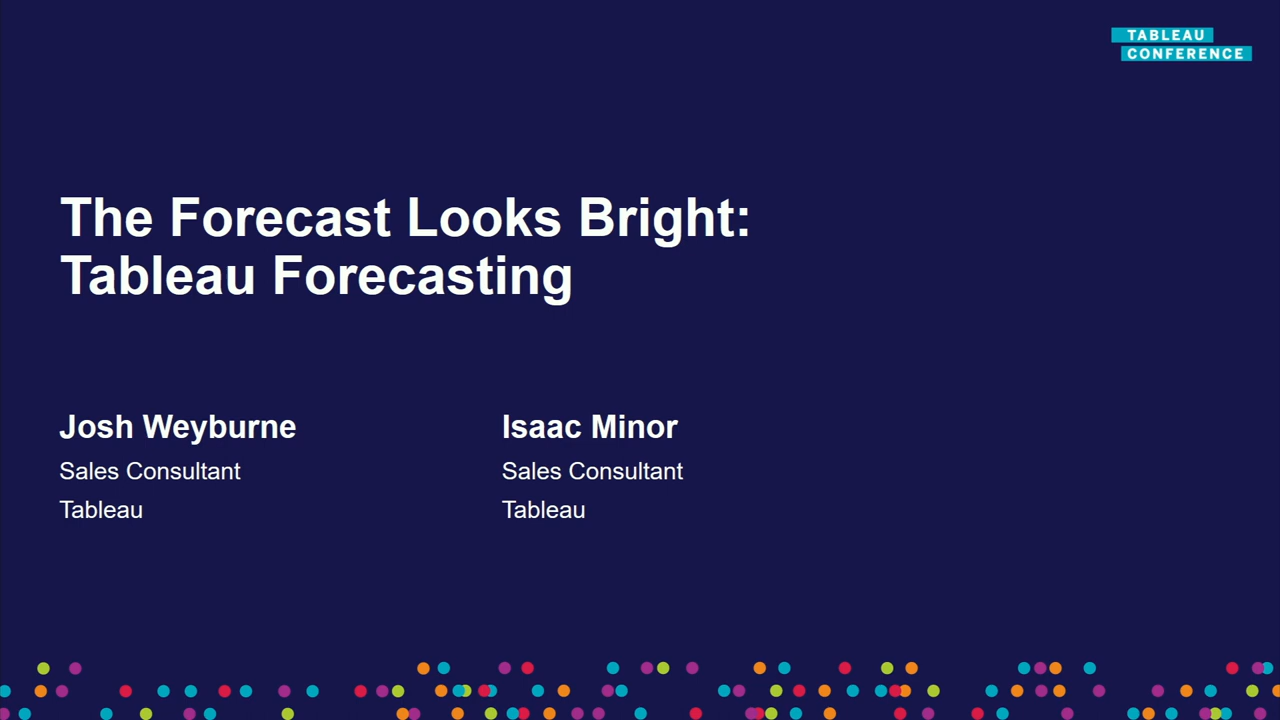 TABLEAU
CONFERENCE
The Forecast Looks Bright:
Tableau Forecasting
Josh Weyburne
Sales Consultant
Tableau
Isaac Minor
Sales Consultant
Tableau